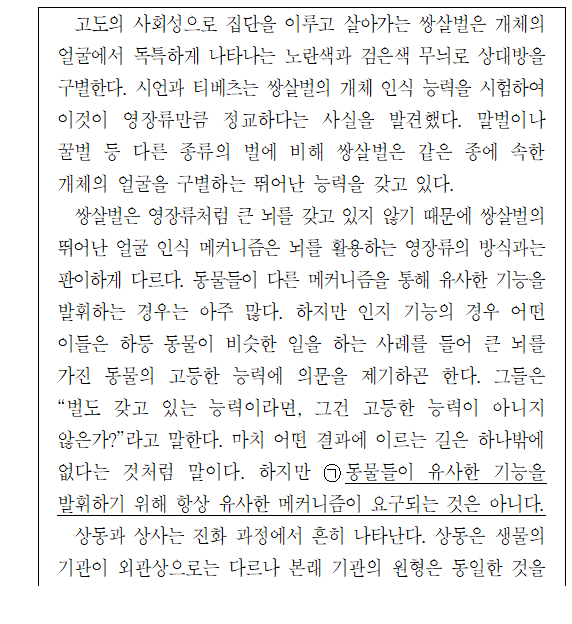 고도의 사회성으로 집단을 이루고 살아가는 쌍살벌은 개체의
얼굴에서 독특하게 나타나는 노란색과 검은색 무늬로 상대방을
구별한다. 시언과 티베츠는 쌍살벌의 개체 인식 능력을 시험하여
이것이 영장류만큼 정교하다는 사실을 발견했다. 말벌이나
꿀벌 등 다른 종류의 벌에 비해 쌍살벌은 같은 종에 속한
개체의 얼굴을 구별하는 뛰어난 능력을 갖고 있다.
쌍살벌은 영장류처럼 큰 뇌를 갖고 있지 않기 때문에 쌍살벌의
뛰어난 얼굴 인식 메커니즘은 뇌를 활용하는 영장류의 방식과는
판이하게 다르다. 동물들이 다른 메커니즘을 통해 유사한 기능을
발휘하는 경우는 아주 많다. 하지만 인지 기능의 경우 어떤
이들은 하등 동물이 비슷한 일을 하는 사례를 들어 큰 뇌를
가진 동물의 고등한 능력에 의문을 제기하곤 한다. 그들은
“벌도 갖고 있는 능력이라면, 그건 고등한 능력이 아니지
않은가?”라고 말한다. 마치 어떤 결과에 이르는 길은 하나밖에
없다는 것처럼 말이다. 하지만 ㉠동물들이 유사한 기능을
발휘하기 위해 항상 유사한 메커니즘이 요구되는 것은 아니다.
상동과 상사는 진화 과정에서 흔히 나타난다. 상동은 생물의
기관이 외관상으로는 다르나 본래 기관의 원형은 동일한 것을